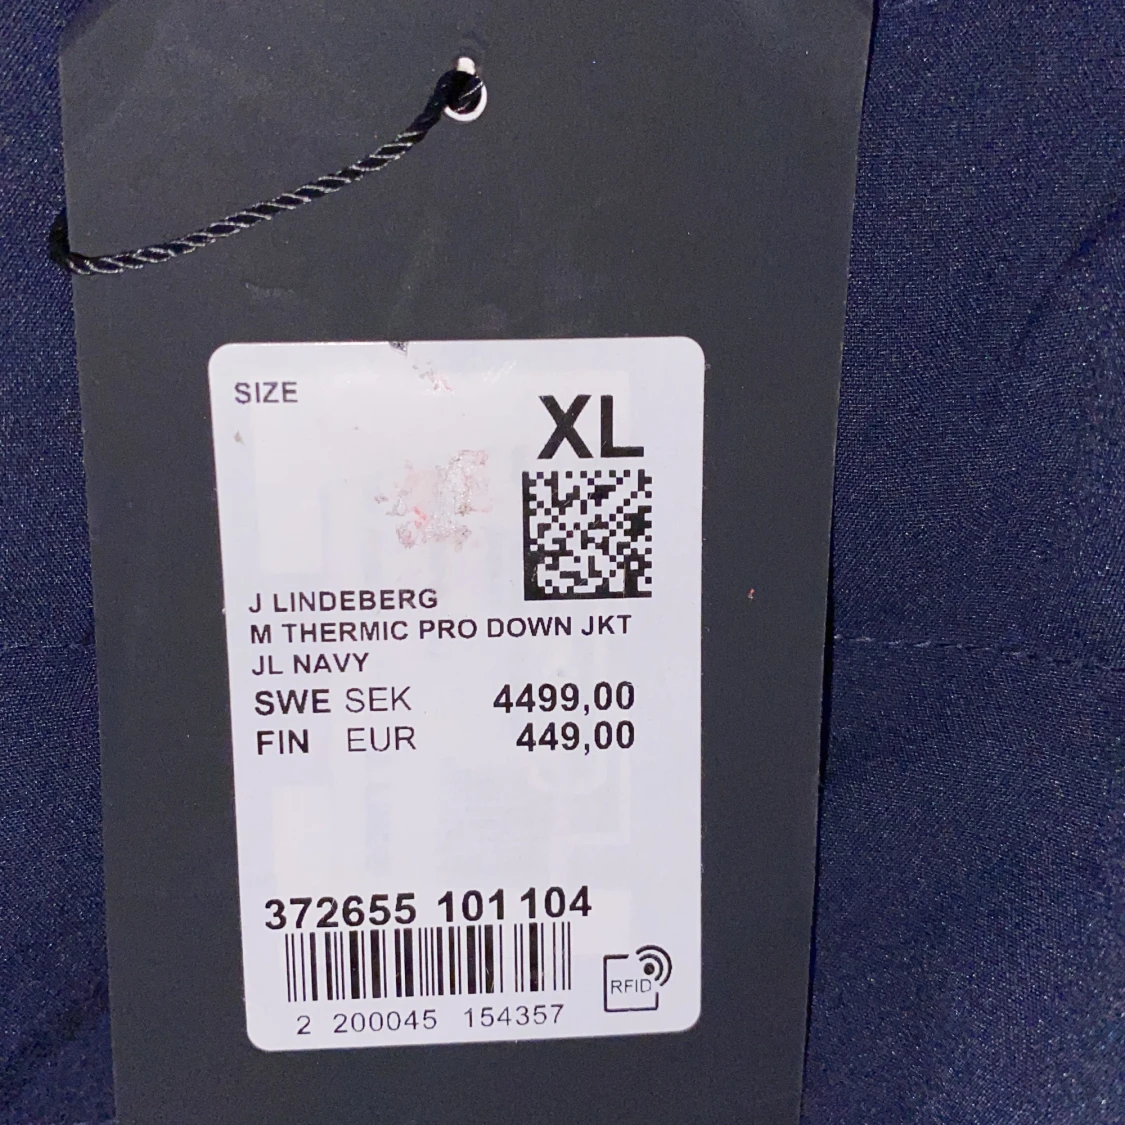 SIZE
XL
J LINDEBERG
M THERMIC PRO DOWN JKT
JL NAVY
SWE SEK 4499,00
FIN EUR 449,00
372655 101 104
RFID
2 200045 154357